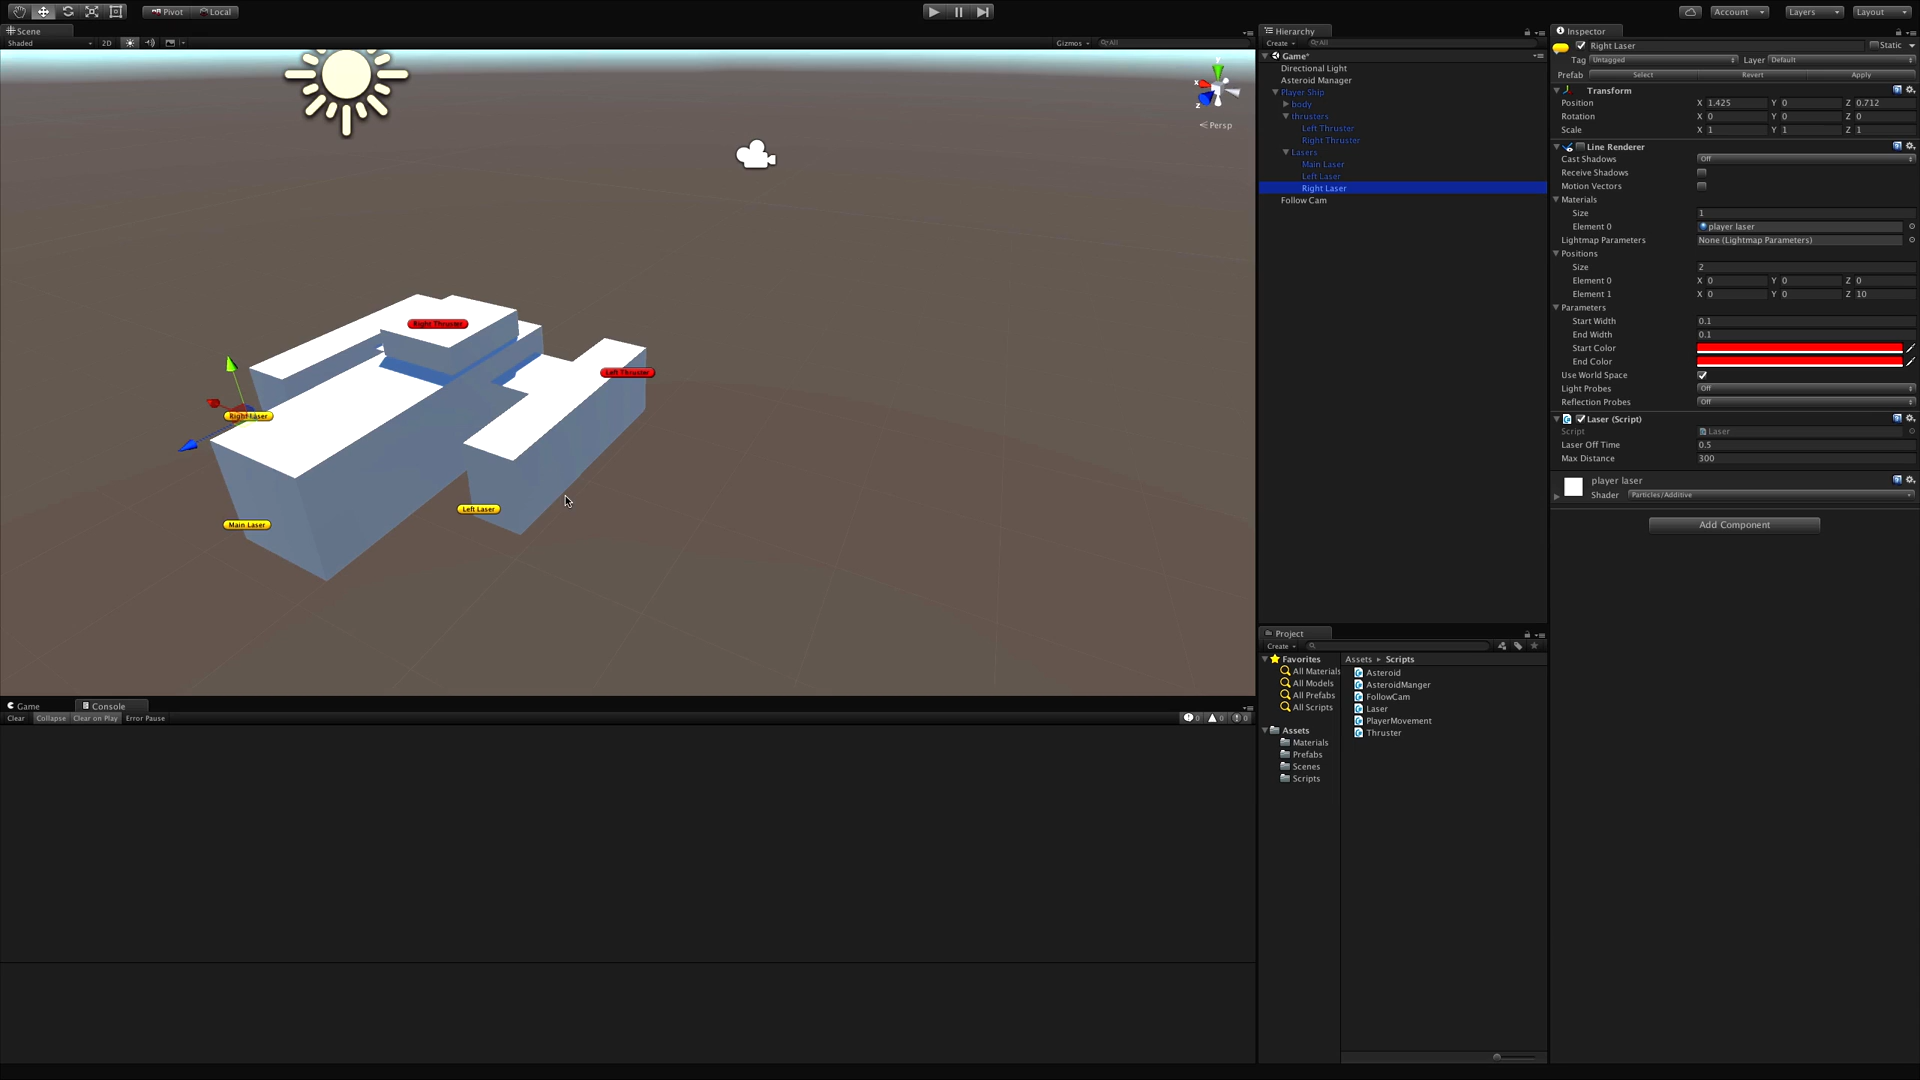 Pivot Local Account Layers Layout
Scene
Shaded 2D Gizmos All
Persp
Right Thruster
Left Thruster
Right Laser
Left Laser
Main Laser
Game Console
Clear Collapse Clear on Play Error Pause 0 0 0
Hierarchy
Create All
Game*
Directional Light
Asteroid Manager
Player Ship
body
thrusters
Left Thruster
Right Thruster
Lasers
Main Laser
Left Laser
Right Laser
Follow Cam
Project
Create
Favorites
All Materials
All Models
All Prefabs
All Scripts
Assets
Materials
Prefabs
Scenes
Scripts
Assets Scripts
Asteroid
AsteroidManger
FollowCam
Laser
PlayerMovement
Thruster
Inspector
Right Laser Static
Tag Untagged Layer Default
Prefab Select Revert Apply
Transform
Position X 1.425 Y 0 Z 0.712
Rotation X 0 Y 0 Z 0
Scale X 1 Y 1 Z 1
Line Renderer
Cast Shadows Off
Receive Shadows
Motion Vectors
Materials
Size 1
Element 0 player laser
Lightmap Parameters None (Lightmap Parameters)
Positions
Size 2
Element 0 X 0 Y 0 Z 0
Element 1 X 0 Y 0 Z 10
Parameters
Start Width 0.1
End Width 0.1
Start Color
End Color
Use World Space
Light Probes Off
Reflection Probes Off
Laser (Script)
Script Laser
Laser Off Time 0.5
Max Distance 300
player laser
Shader Particles/Additive
Add Component